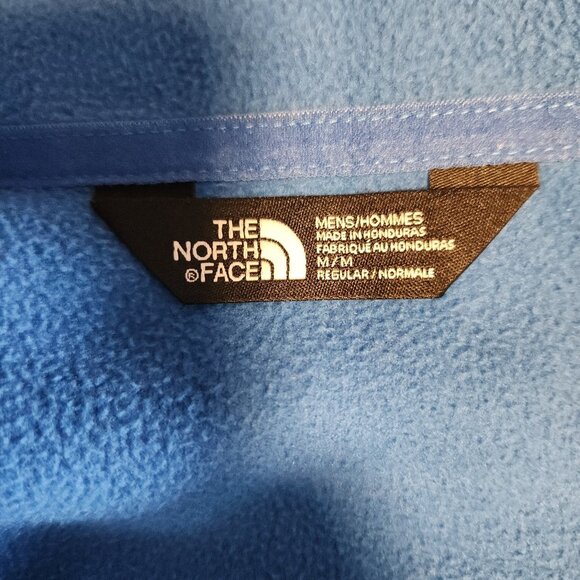 THE
NORTH
®FACE
MENS/HOMMES
MADE IN HONDURAS
FABRIQUÉ AU HONDURAS
M/M
REGULAR/NORMALE